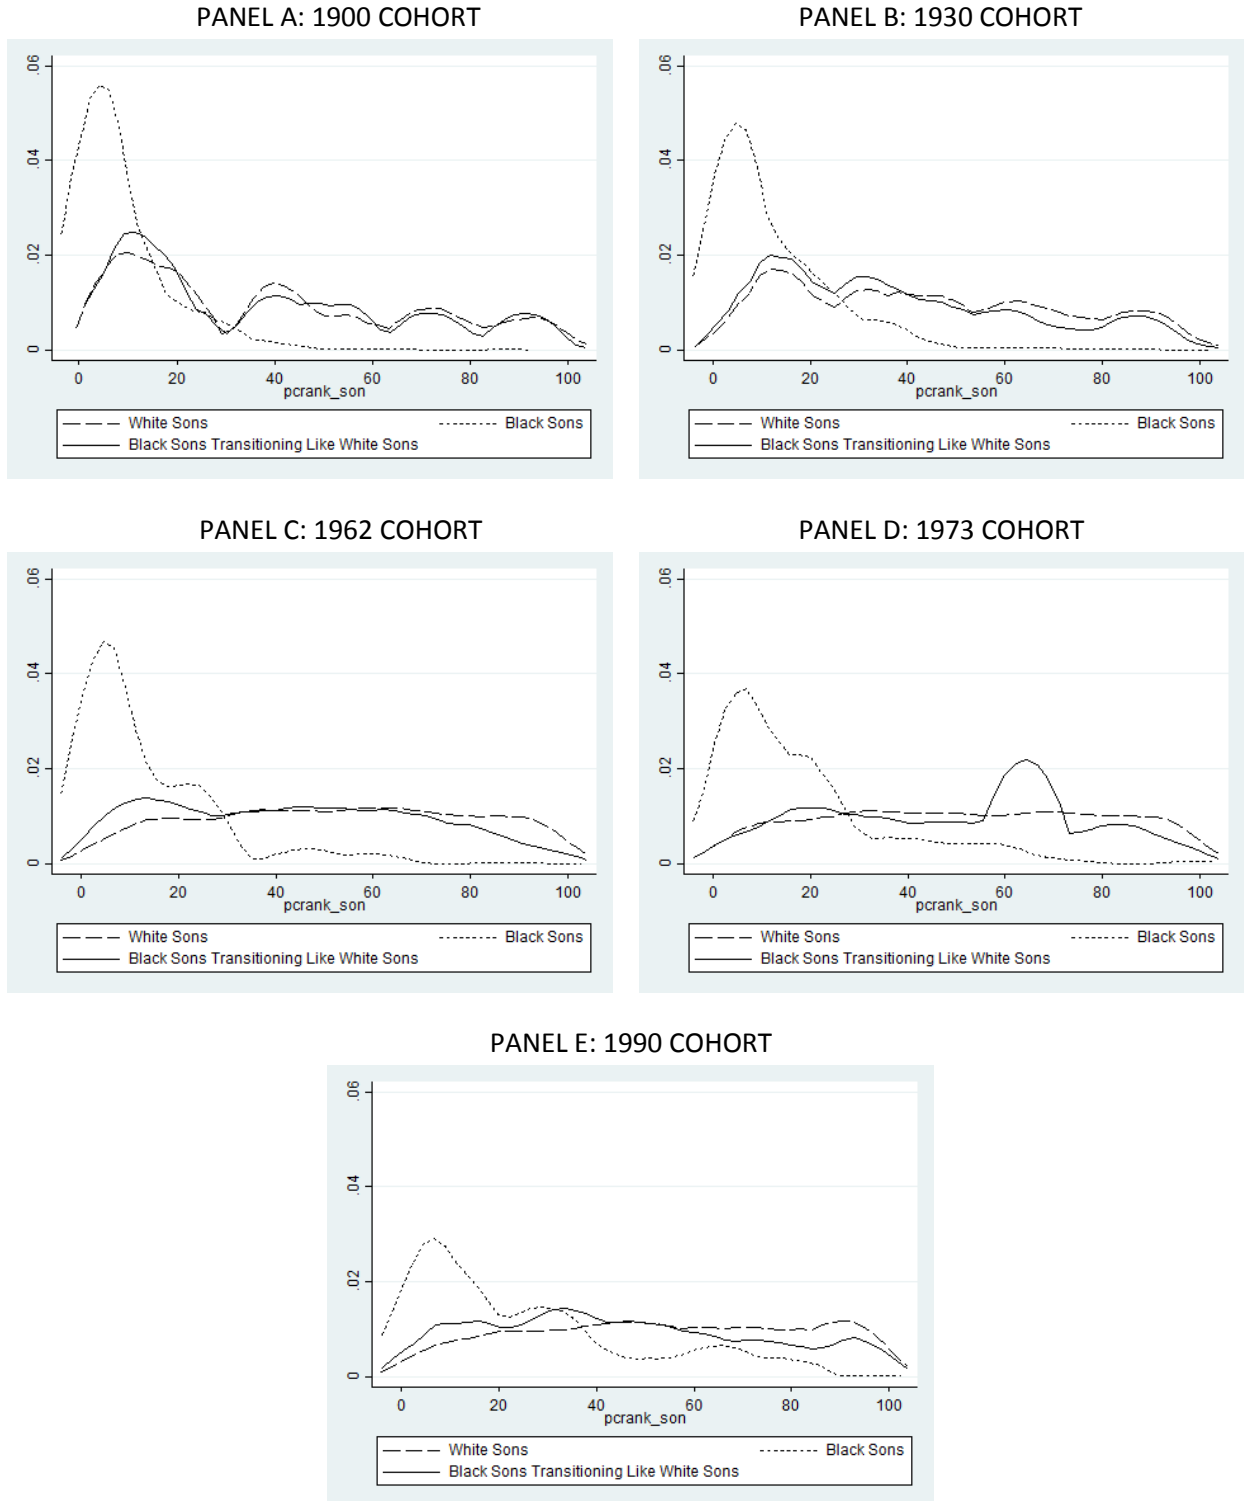 PANEL A: 1900 COHORT
.06
.04
.02
0
0 20 40 60 80 100
pcrank_son
White Sons Black Sons
Black Sons Transitioning Like White Sons
PANEL B: 1930 COHORT
.06
.04
.02
0
0 20 40 60 80 100
pcrank_son
White Sons Black Sons
Black Sons Transitioning Like White Sons
PANEL C: 1962 COHORT
.06
.04
.02
0
0 20 40 60 80 100
pcrank_son
White Sons Black Sons
Black Sons Transitioning Like White Sons
PANEL D: 1973 COHORT
.06
.04
.02
0
0 20 40 60 80 100
pcrank_son
White Sons Black Sons
Black Sons Transitioning Like White Sons
PANEL E: 1990 COHORT
.06
.04
.02
0
0 20 40 60 80 100
pcrank_son
White Sons Black Sons
Black Sons Transitioning Like White Sons